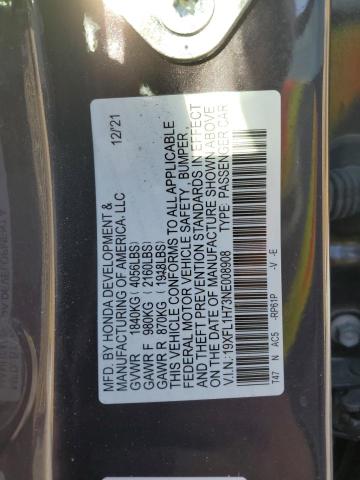 MFD. BY HONDA DEVELOPMENT & 12/21
MANUFACTURING OF AMERICA, LLC
GVWR 1840KG( 4056LBS)
GAWR F 980KG( 2160LBS)
GAWR R 870KG( 1948LBS)
THIS VEHICLE CONFORMS TO ALL APPLICABLE
FEDERAL MOTOR VEHICLE SAFETY, BUMPER,
AND THEFT PREVENTION STANDARDS IN EFFECT
ON THE DATE OF MANUFACTURE SHOWN ABOVE.
V.I.N: 19XFL1H73NE008908 TYPE: PASSENGER CAR
T47 N AC5 -RP61P -V -E